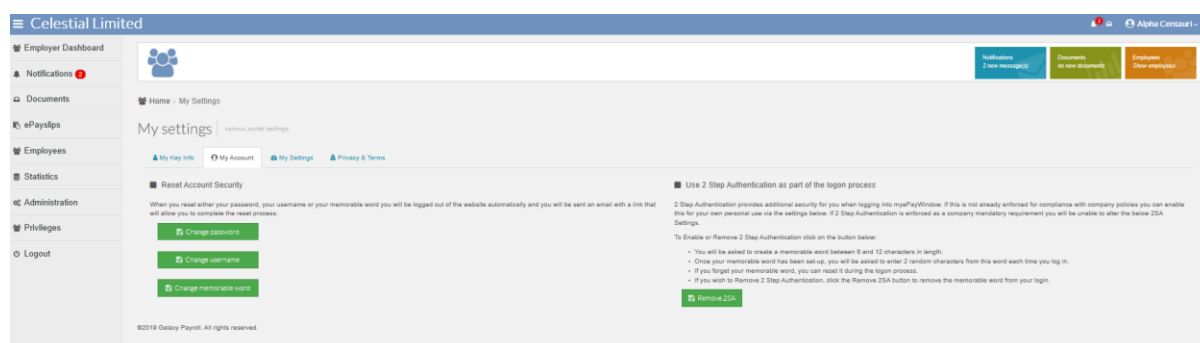 Celestial Limited
2
Alpha Centauri
Employer Dashboard
Notifications 2
Documents
ePayslips
Employees
Statistics
Administration
Privileges
Logout
Notifications
2 new message(s)
Documents
no new documents
Employees
Show employees
Home › My Settings
My settings various portal settings
My Key Info My Account My Settings Privacy & Terms
Reset Account Security
When you reset either your password, your username or your memorable word you will be logged out of the website automatically and you will be sent an email with a link that
will allow you to complete the reset process:
Change password
Change username
Change memorable word
Use 2 Step Authentication as part of the logon process
2 Step Authentication provides additional security for you when logging into myePayWindow. If this is not already enforced for compliance with company policies you can enable
this for your own personal use via the settings below. If 2 Step Authentication is enforced as a company mandatory requirement you will be unable to alter the below 2SA
Settings.
To Enable or Remove 2 Step Authentication click on the button below:
- You will be asked to create a memorable word between 6 and 12 characters in length.
- Once your memorable word has been set-up, you will be asked to enter 2 random characters from this word each time you log in.
- If you forget your memorable word, you can reset it during the logon process.
- If you wish to Remove 2 Step Authentication, click the Remove 2SA button to remove the memorable word from your login.
Remove 2SA
©2019 Galaxy Payroll. All rights reserved.